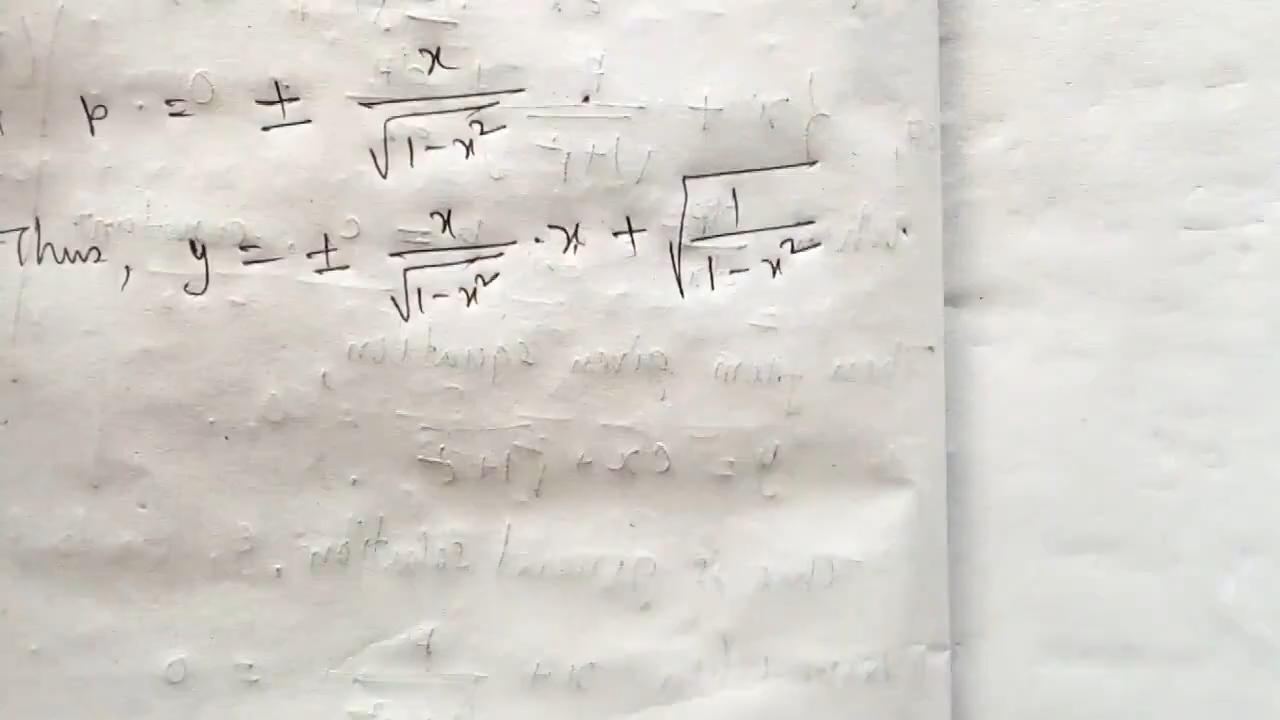 p = ± x/√(1-x²)
Thus, y = ± x/√(1-x²) · x + √(1/(1-x²)) .